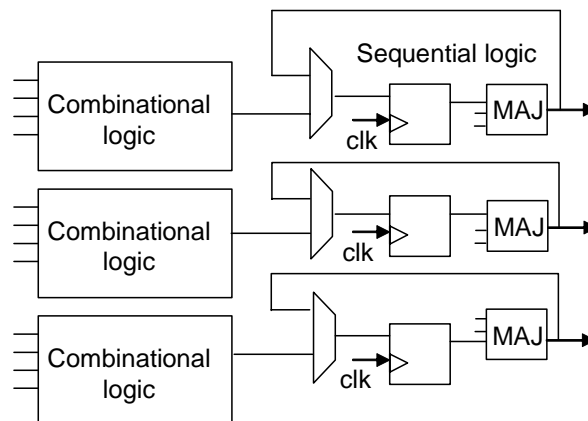 Sequential logic
Combinational
logic
MAJ
clk
Combinational
logic
MAJ
clk
Combinational
logic
MAJ
clk